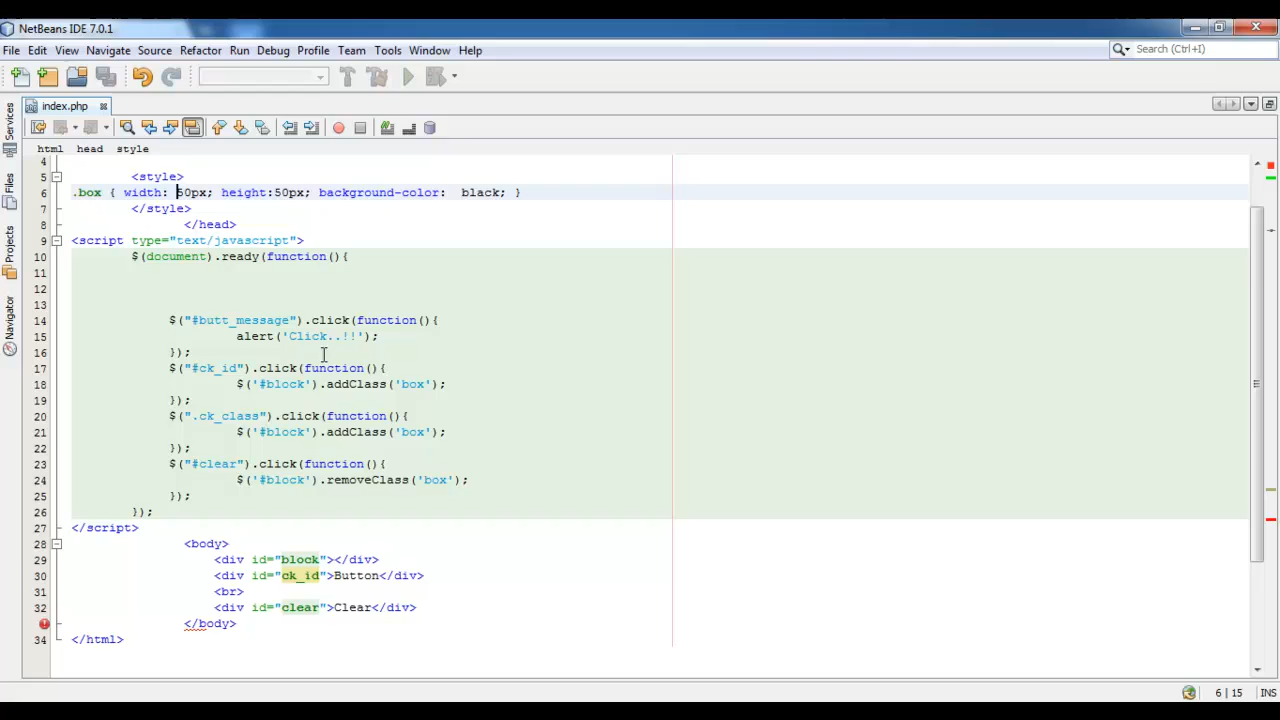 NetBeans IDE 7.0.1
File Edit View Navigate Source Refactor Run Debug Profile Team Tools Window Help
Search (Ctrl+I)
index.php
Services
Files
Projects
Navigator
html head style
4
5 <style>
6 .box { width: 50px; height:50px; background-color:  black; }
7 </style>
8 </head>
9 <script type="text/javascript">
10 $(document).ready(function(){
11
12
13
14 $("#butt_message").click(function(){
15 alert('Click..!!');
16 });
17 $("#ck_id").click(function(){
18 $('#block').addClass('box');
19 });
20 $(".ck_class").click(function(){
21 $('#block').addClass('box');
22 });
23 $("#clear").click(function(){
24 $('#block').removeClass('box');
25 });
26 });
27 </script>
28 <body>
29 <div id="block"></div>
30 <div id="ck_id">Button</div>
31 <br>
32 <div id="clear">Clear</div>
</body>
34 </html>
6 | 15 INS